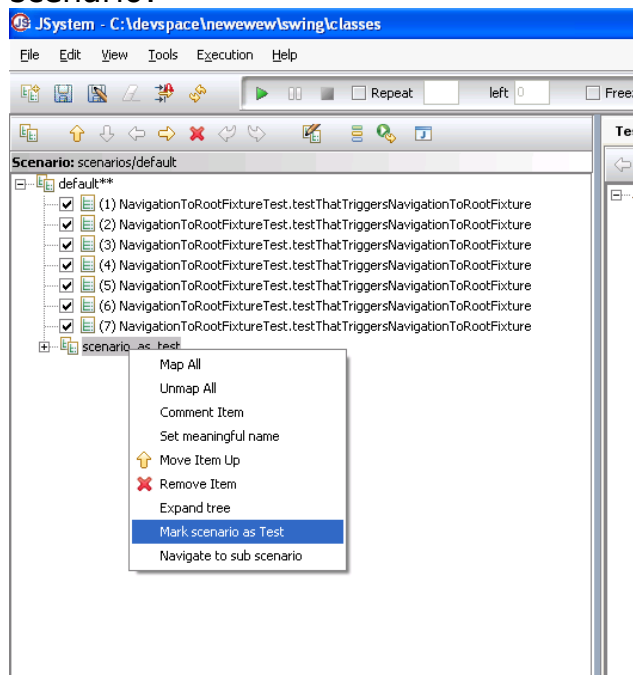 scenario.
JSystem - C:\devspace\newewew\swing\classes
File Edit View Tools Execution Help
Repeat left 0 Free
Te
Scenario: scenarios/default
default**
(1) NavigationToRootFixtureTest.testThatTriggersNavigationToRootFixture
(2) NavigationToRootFixtureTest.testThatTriggersNavigationToRootFixture
(3) NavigationToRootFixtureTest.testThatTriggersNavigationToRootFixture
(4) NavigationToRootFixtureTest.testThatTriggersNavigationToRootFixture
(5) NavigationToRootFixtureTest.testThatTriggersNavigationToRootFixture
(6) NavigationToRootFixtureTest.testThatTriggersNavigationToRootFixture
(7) NavigationToRootFixtureTest.testThatTriggersNavigationToRootFixture
scenario_as_test
Map All
Unmap All
Comment Item
Set meaningful name
Move Item Up
Remove Item
Expand tree
Mark scenario as Test
Navigate to sub scenario